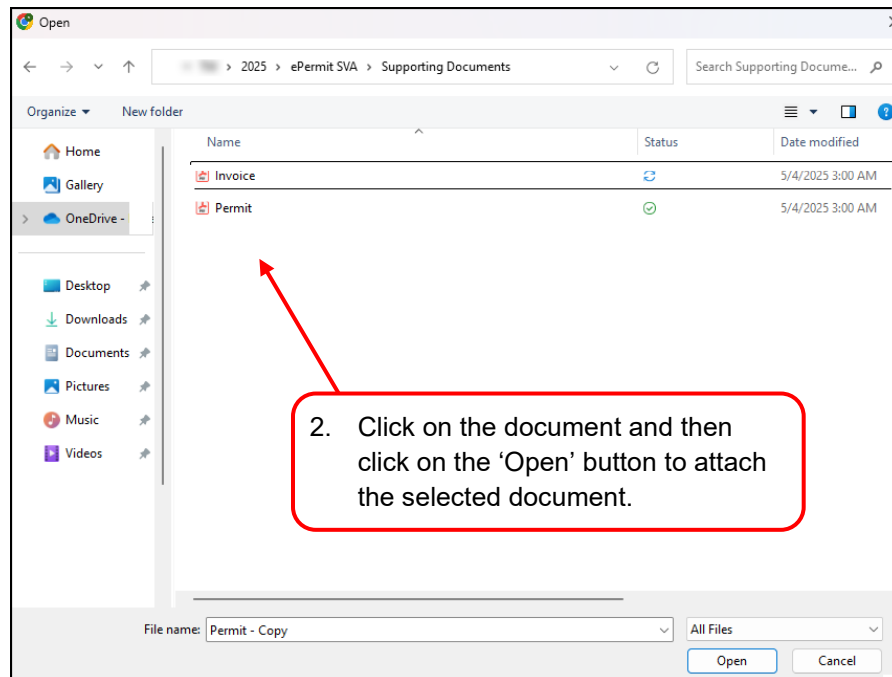 Open
2025 > ePermit SVA > Supporting Documents
Search Supporting Docume...
Organize
New folder
Name
Status
Date modified
Home
Invoice
5/4/2025 3:00 AM
Gallery
OneDrive -
Permit
5/4/2025 3:00 AM
Desktop
Downloads
Documents
Pictures
Music
Videos
2. Click on the document and then
click on the ‘Open’ button to attach
the selected document.
File name:
Permit - Copy
All Files
Open
Cancel